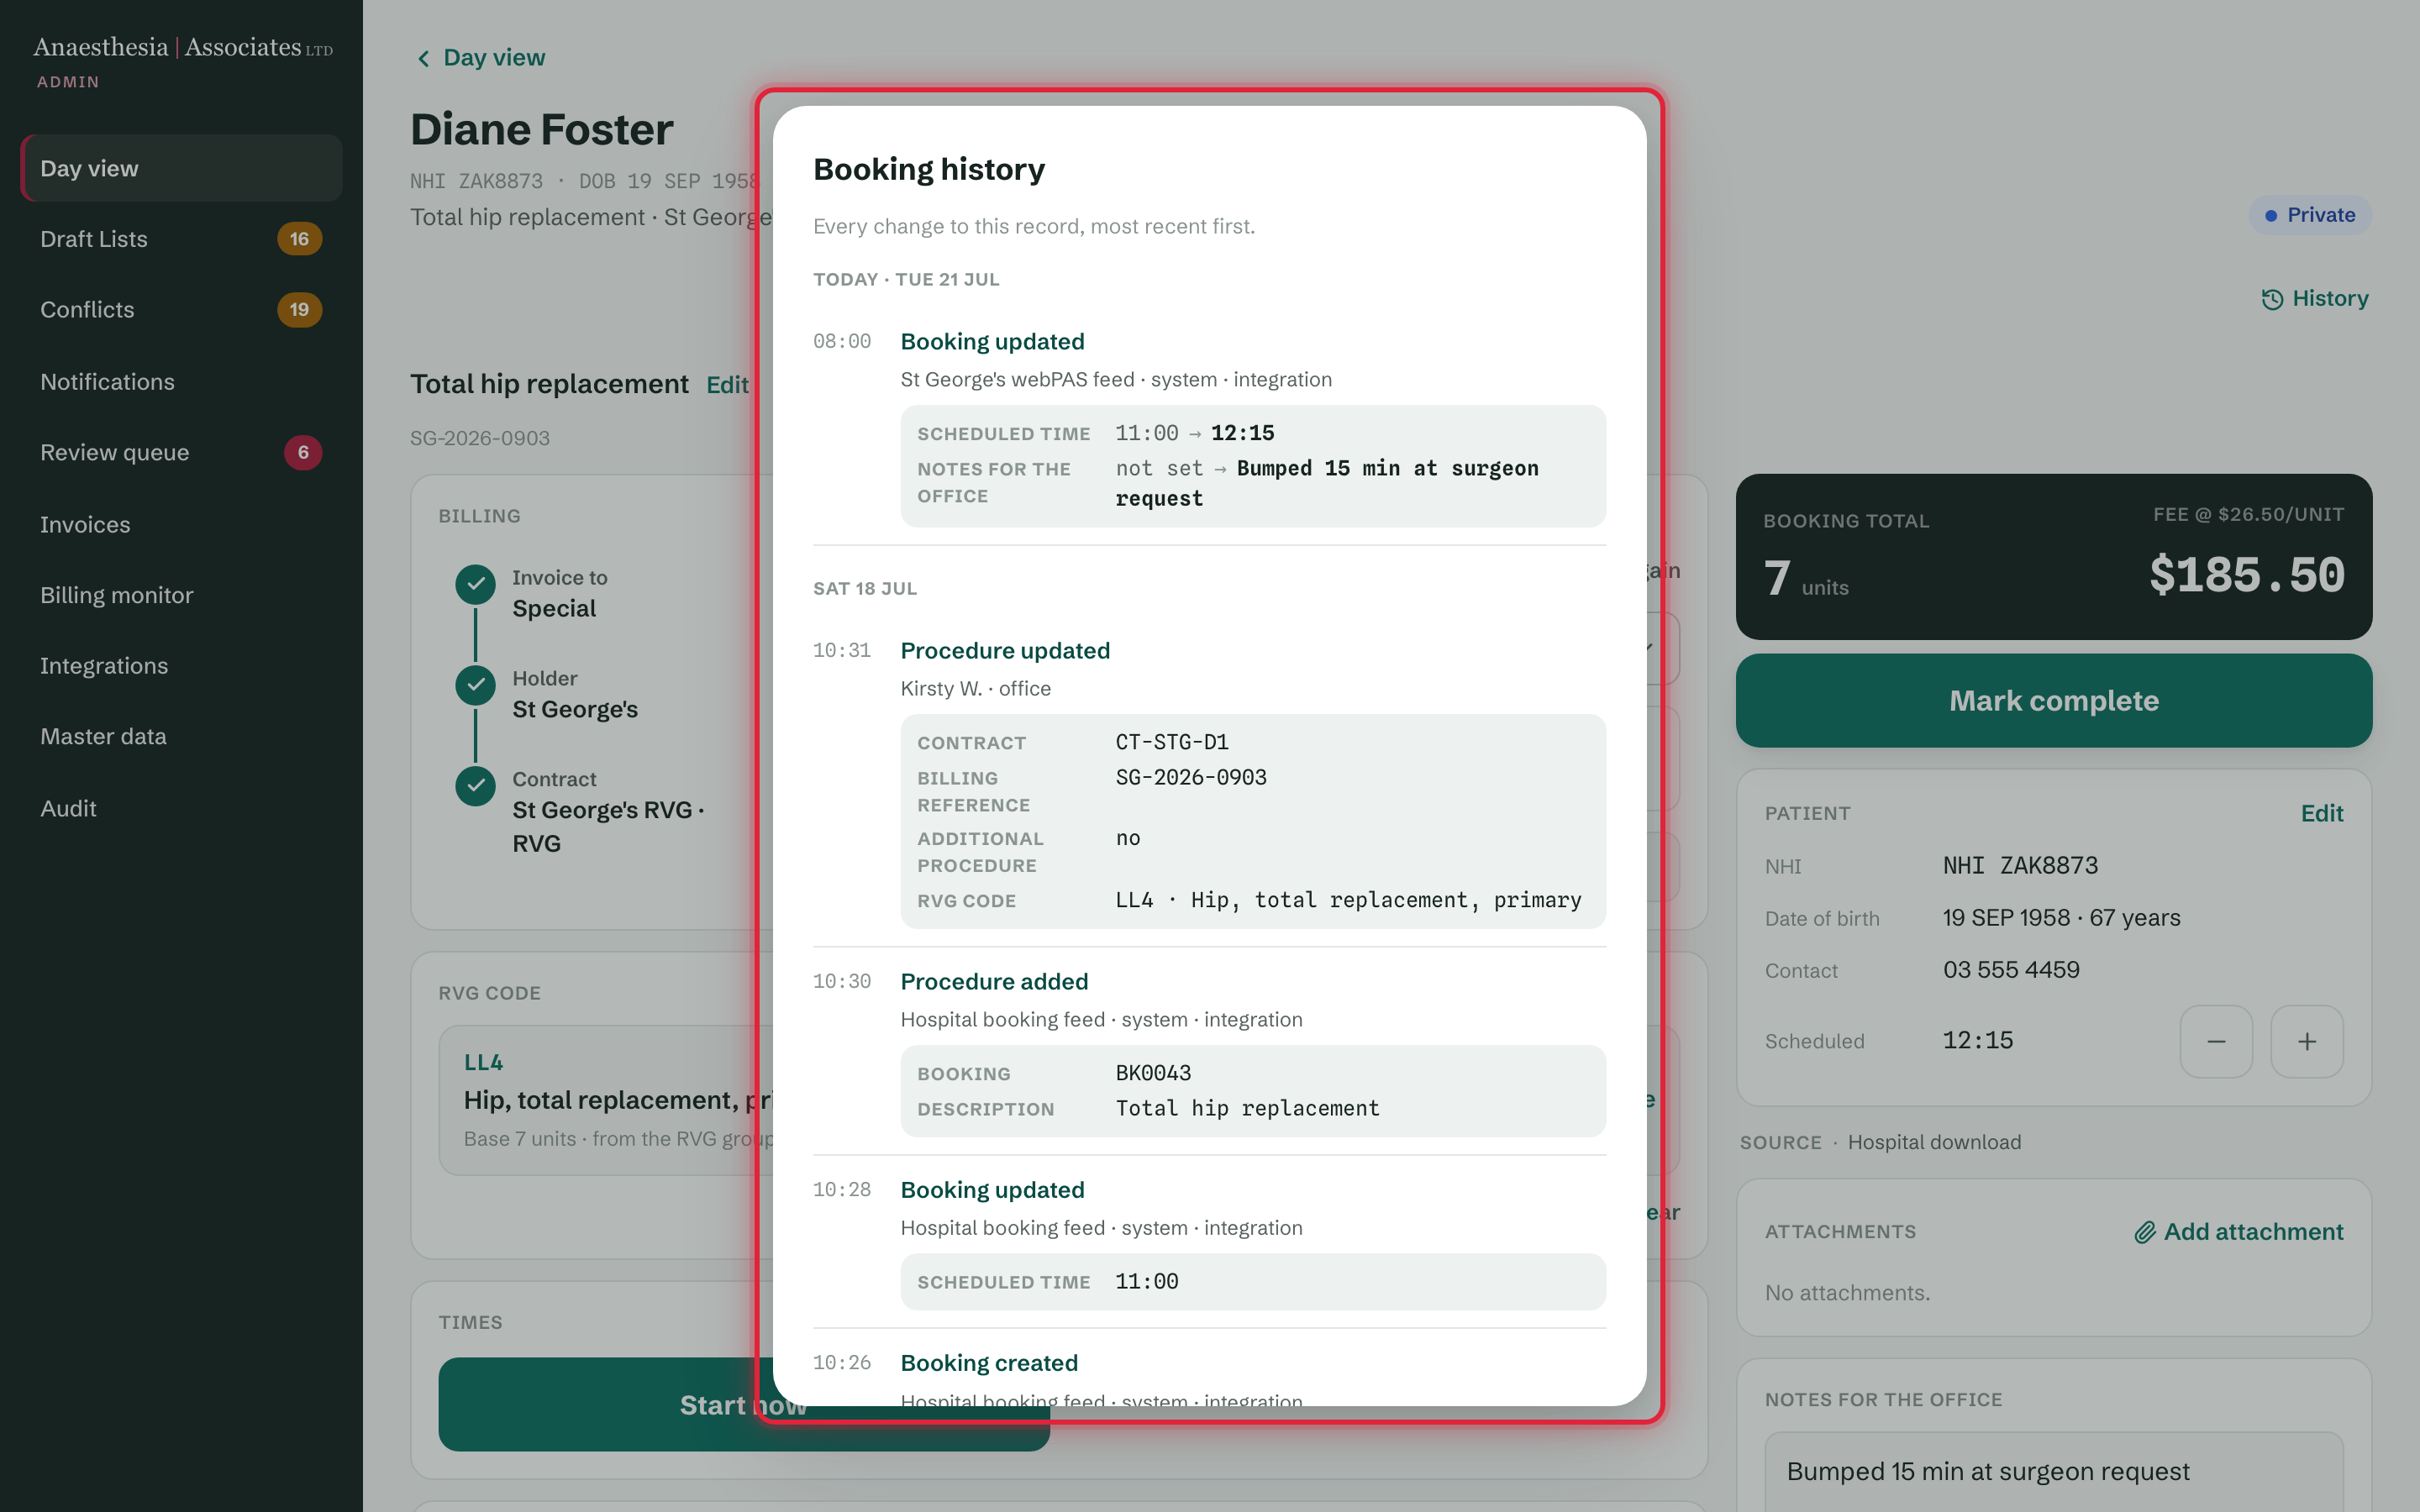 Anaesthesia | Associates LTD
ADMIN
Day view
Draft Lists 16
Conflicts 19
Notifications
Review queue 6
Invoices
Billing monitor
Integrations
Master data
Audit
Day view
Diane Foster
NHI ZAK8873 · DOB 19 SEP 1958
Total hip replacement · St George'
Private
History
Total hip replacement Edit
SG-2026-0903
BILLING
Invoice to
Special
Holder
St George's
Contract
St George's RVG ·
RVG
RVG CODE
LL4
Hip, total replacement, pri
Base 7 units · from the RVG group
TIMES
Start now
Booking history
Every change to this record, most recent first.
TODAY · TUE 21 JUL
08:00 Booking updated
St George's webPAS feed · system · integration
SCHEDULED TIME 11:00 → 12:15
NOTES FOR THE OFFICE not set → Bumped 15 min at surgeon
request
SAT 18 JUL
10:31 Procedure updated
Kirsty W. · office
CONTRACT CT-STG-D1
BILLING REFERENCE SG-2026-0903
ADDITIONAL PROCEDURE no
RVG CODE LL4 · Hip, total replacement, primary
10:30 Procedure added
Hospital booking feed · system · integration
BOOKING BK0043
DESCRIPTION Total hip replacement
10:28 Booking updated
Hospital booking feed · system · integration
SCHEDULED TIME 11:00
10:26 Booking created
Hospital booking feed · system · integration
BOOKING TOTAL FEE @ $26.50/UNIT
7 units $185.50
Mark complete
PATIENT Edit
NHI NHI ZAK8873
Date of birth 19 SEP 1958 · 67 years
Contact 03 555 4459
Scheduled 12:15 − +
SOURCE · Hospital download
ATTACHMENTS Add attachment
No attachments.
NOTES FOR THE OFFICE
Bumped 15 min at surgeon request